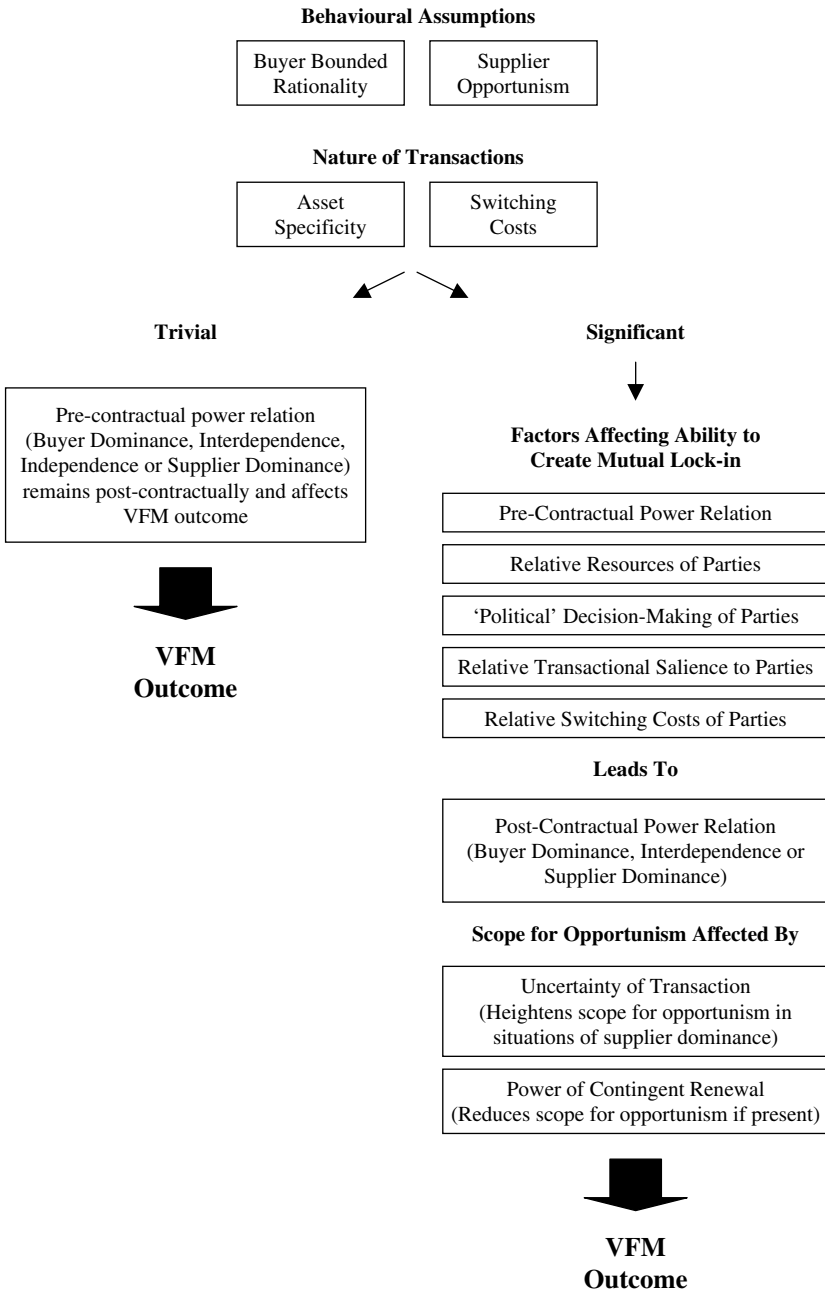 Behavioural Assumptions
Buyer Bounded
Rationality
Supplier
Opportunism
Nature of Transactions
Asset
Specificity
Switching
Costs
Trivial
Pre-contractual power relation
(Buyer Dominance, Interdependence,
Independence or Supplier Dominance)
remains post-contractually and affects
VFM outcome
VFM
Outcome
Significant
Factors Affecting Ability to
Create Mutual Lock-in
Pre-Contractual Power Relation
Relative Resources of Parties
‘Political’ Decision-Making of Parties
Relative Transactional Salience to Parties
Relative Switching Costs of Parties
Leads To
Post-Contractual Power Relation
(Buyer Dominance, Interdependence or
Supplier Dominance)
Scope for Opportunism Affected By
Uncertainty of Transaction
(Heightens scope for opportunism in
situations of supplier dominance)
Power of Contingent Renewal
(Reduces scope for opportunism if present)
VFM
Outcome